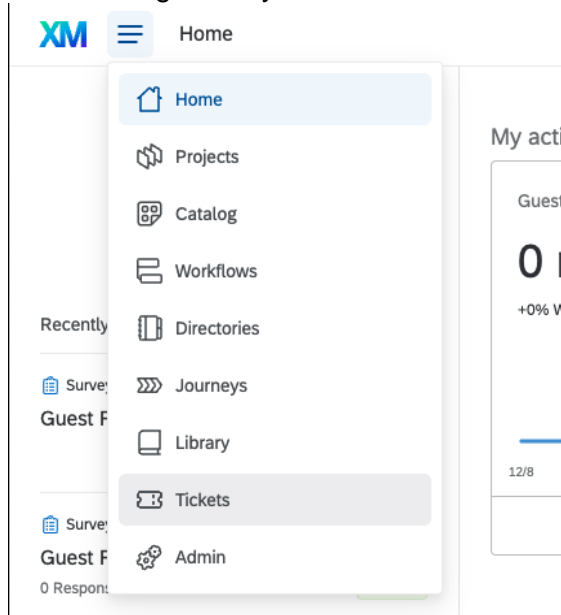 XM
Home
Home
Projects
Catalog
Workflows
Directories
Journeys
Library
Tickets
Admin
Recently
Survey
Guest
Survey
Guest
0
My acti
Guest
0
+0%
12/8